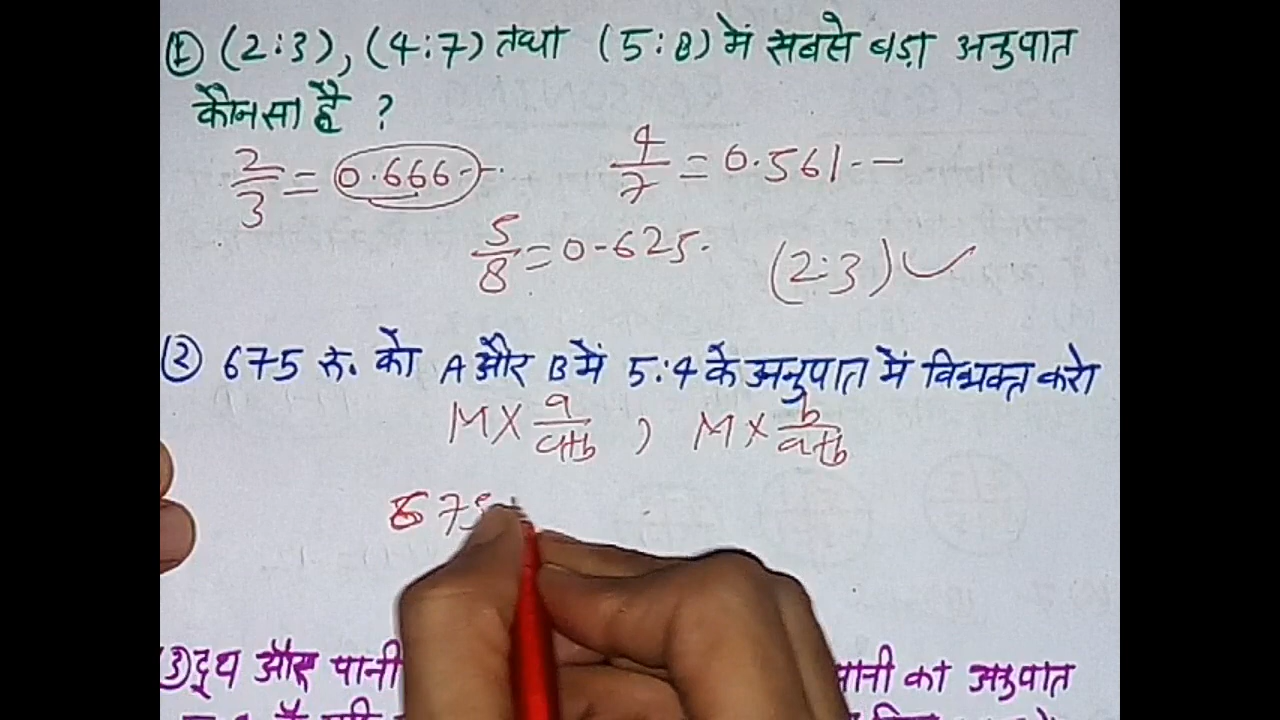 ① (2:3), (4:7) तथा (5:8) में सबसे बड़ा अनुपात
कौनसा है ?
2/3 = 0.666-- 4/7 = 0.561--
5/8 = 0.625. (2:3) ✓
② 675 रु. को A और B में 5:4 के अनुपात में विभक्त करो
M×a/a+b , M×b/a+b
675
(3) दूध और पानी पानी का अनुपात